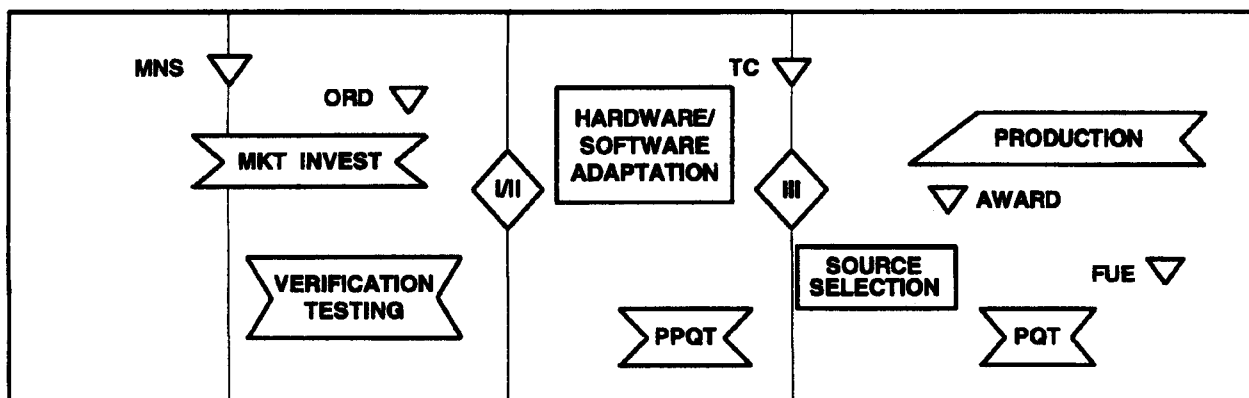 MNS
ORD
MKT INVEST
VERIFICATION
TESTING
I/II
HARDWARE/
SOFTWARE
ADAPTATION
PPQT
TC
III
SOURCE
SELECTION
PRODUCTION
AWARD
FUE
PQT